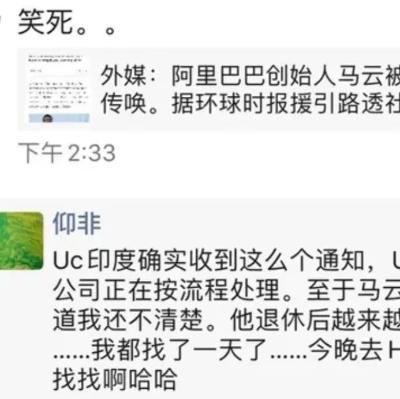 笑死。。
外媒：阿里巴巴创始人马云被
传唤。据环球时报援引路透社
下午2:33
仰非
Uc印度确实收到这么个通知，U
公司正在按流程处理。至于马云
道我还不清楚。他退休后越来越
……我都找了一天了……今晚去H
找找啊哈哈